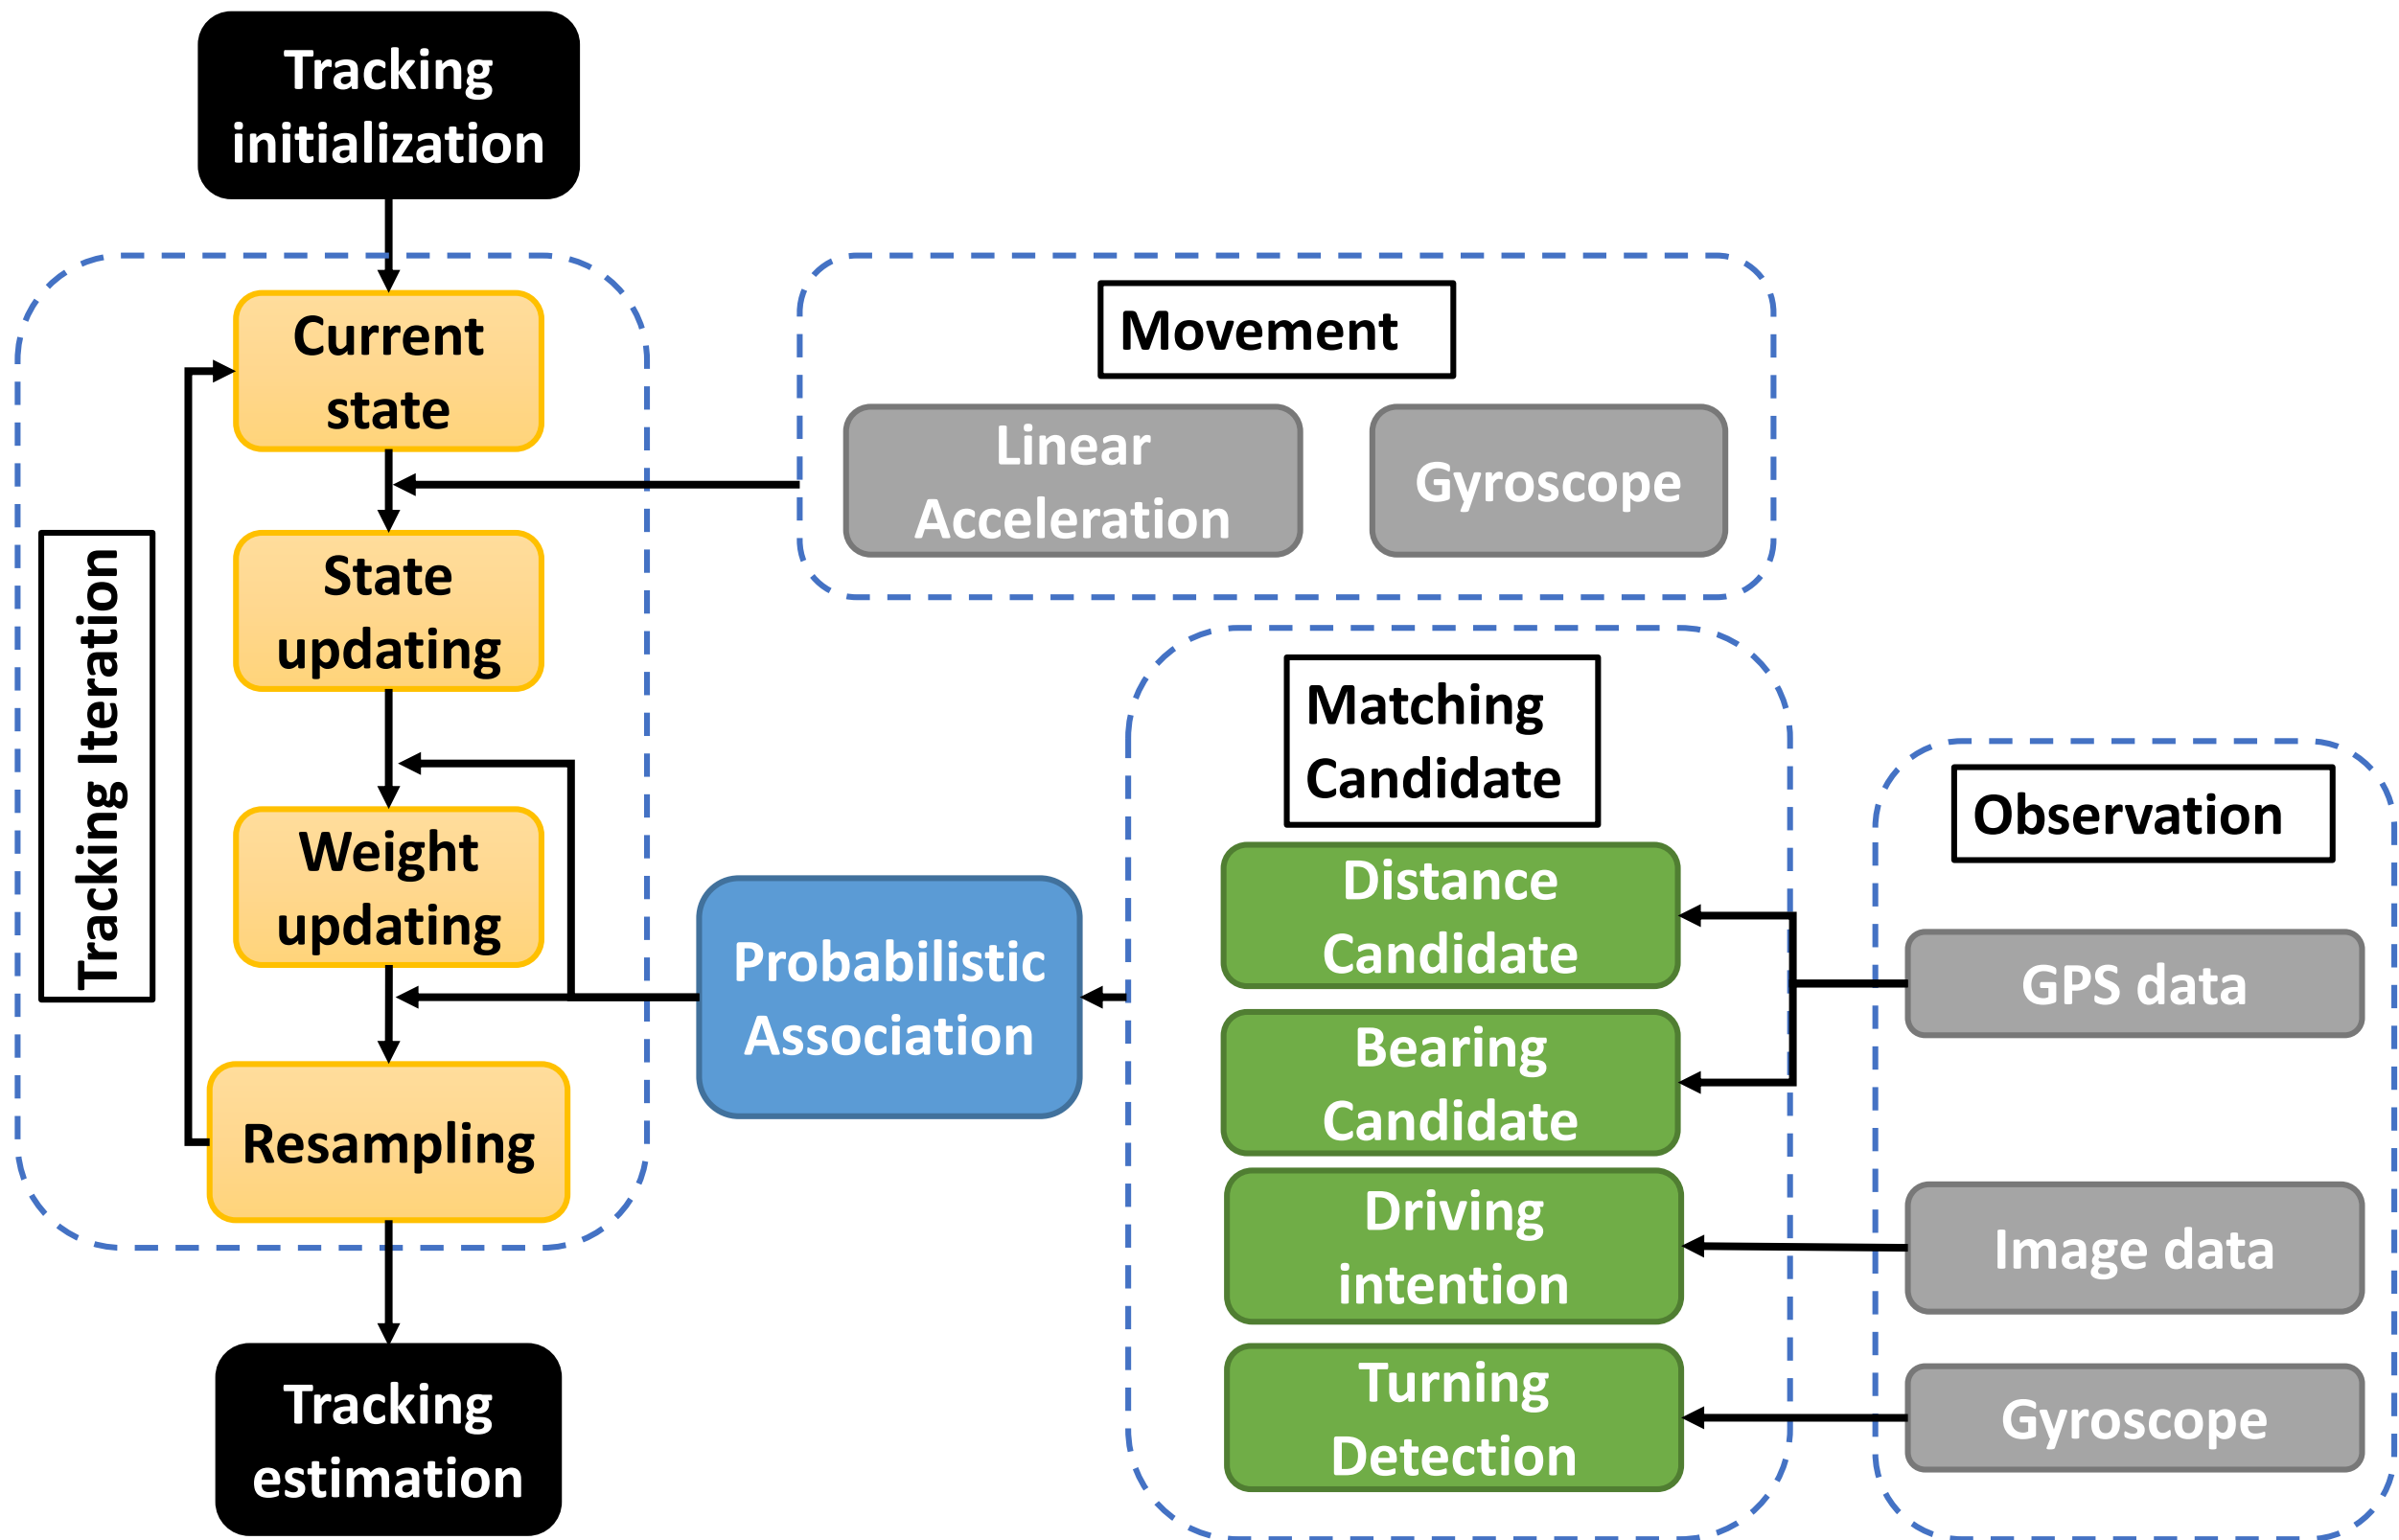 Tracking
initialization
Current
state
State
updating
Weight
updating
Resampling
Tracking Iteration
Tracking
estimation
Movement
Linear
Acceleration
Gyroscope
Probabilistic
Association
Matching
Candidate
Distance
Candidate
Bearing
Candidate
Driving
intention
Turning
Detection
Observation
GPS data
Image data
Gyroscope